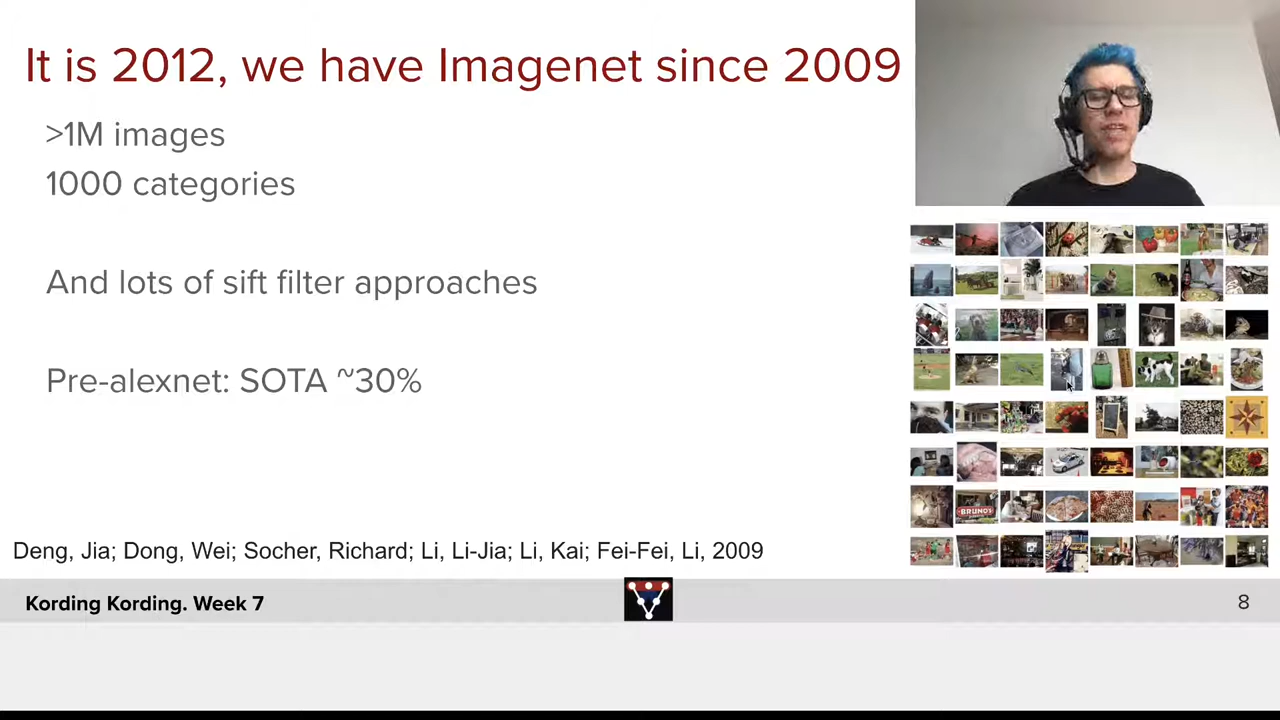 It is 2012, we have Imagenet since 2009
>1M images
1000 categories
And lots of sift filter approaches
Pre-alexnet: SOTA ~30%
BRUNO'S
Deng, Jia; Dong, Wei; Socher, Richard; Li, Li-Jia; Li, Kai; Fei-Fei, Li, 2009
Kording Kording. Week 7
8